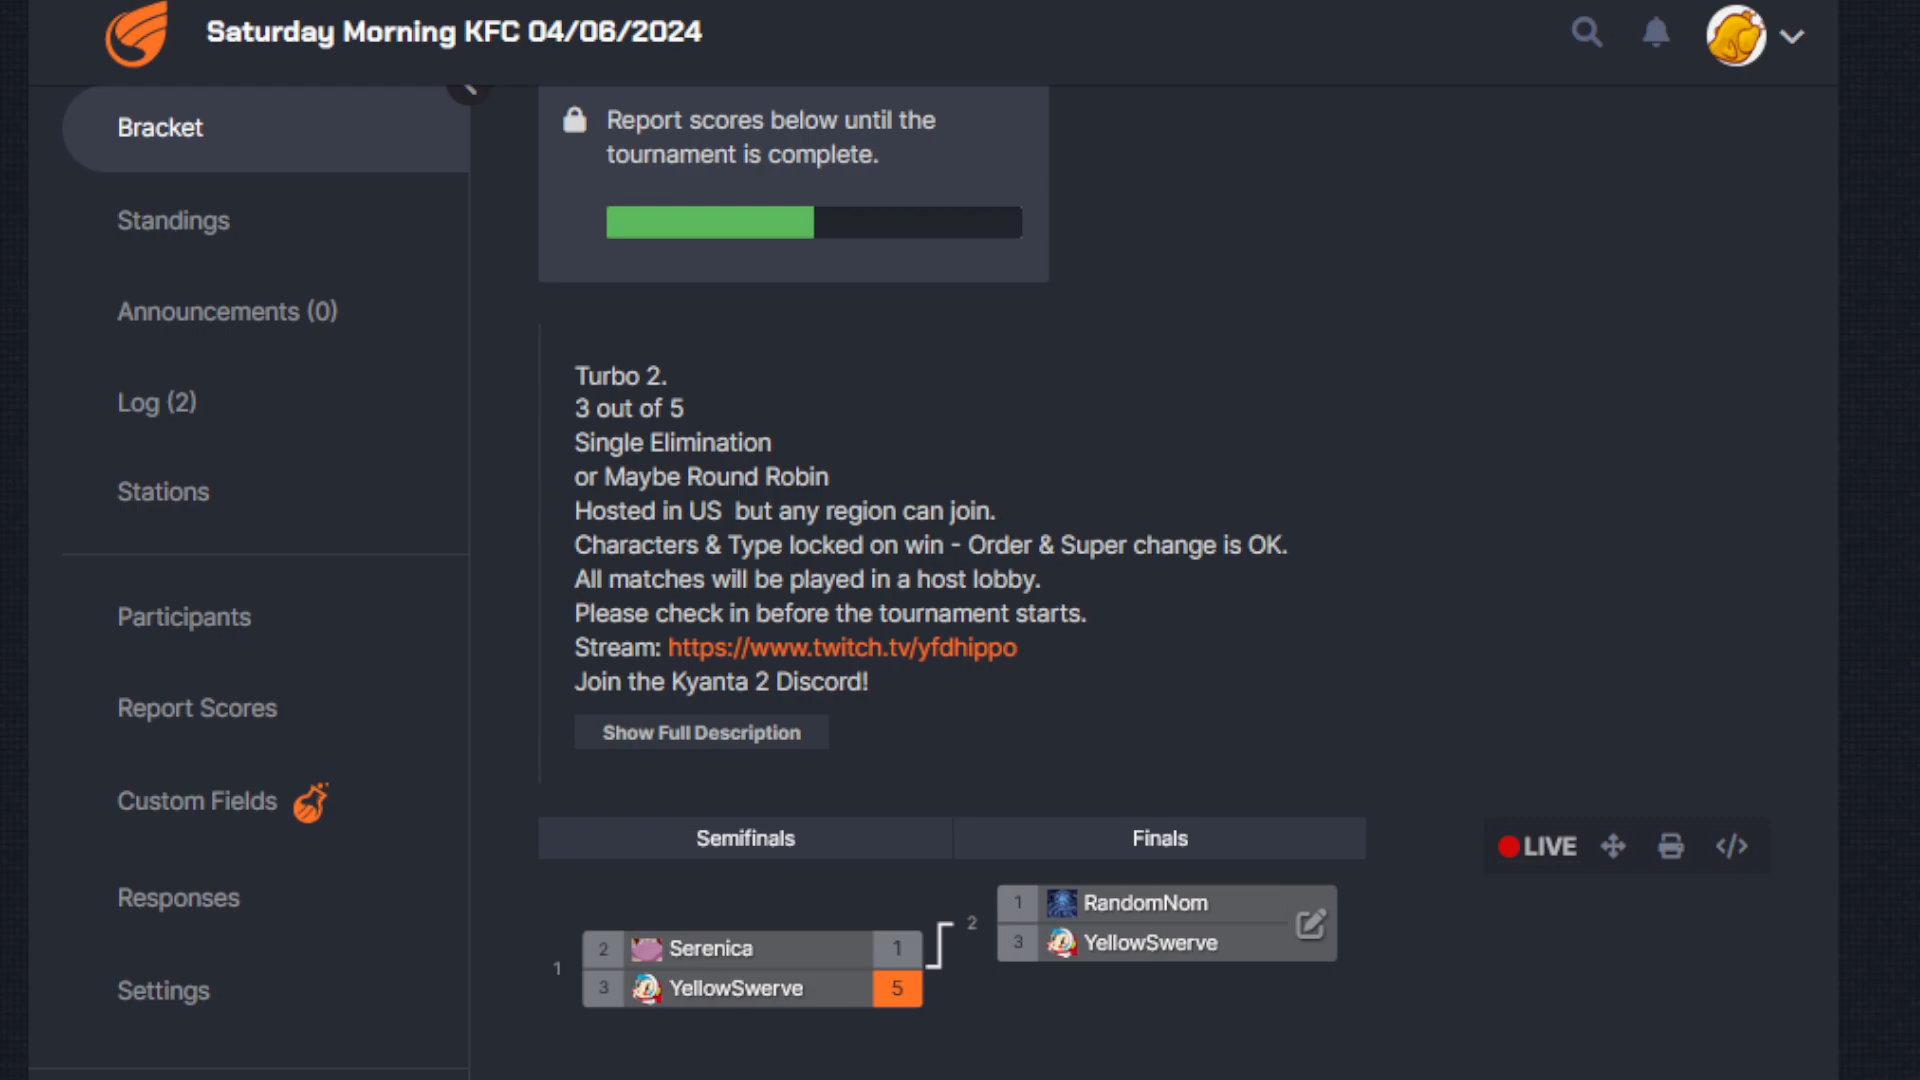 Saturday Morning KFC 04/06/2024
Bracket
Standings
Announcements (0)
Log (2)
Stations
Participants
Report Scores
Custom Fields
Responses
Settings
Report scores below until the
tournament is complete.
Turbo 2.
3 out of 5
Single Elimination
or Maybe Round Robin
Hosted in US but any region can join.
Characters & Type locked on win - Order & Super change is OK.
All matches will be played in a host lobby.
Please check in before the tournament starts.
Stream: https://www.twitch.tv/yfdhippo
Join the Kyanta 2 Discord!
Show Full Description
Semifinals Finals
LIVE </>
1
2 Serenica 1
3 YellowSwerve 5
2
1 RandomNom
3 YellowSwerve